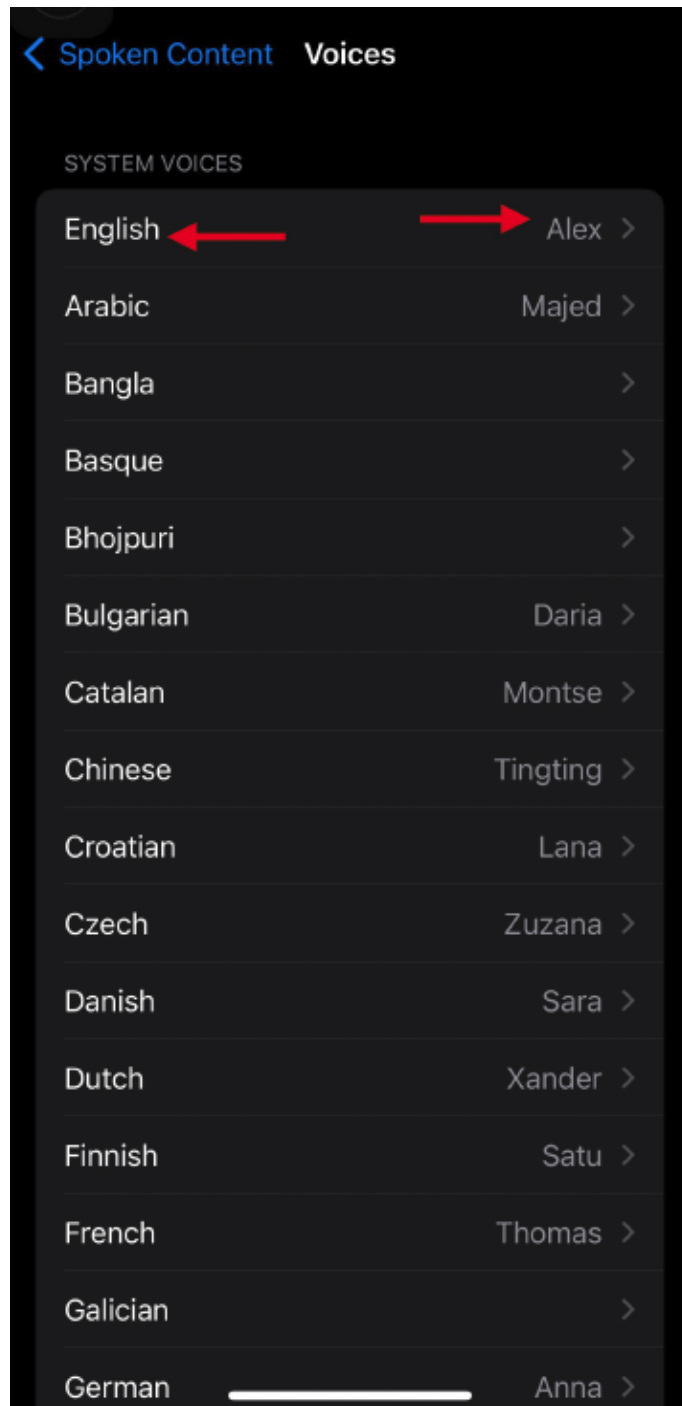 Spoken Content Voices
SYSTEM VOICES
English Alex
Arabic Majed
Bangla
Basque
Bhojpuri
Bulgarian Daria
Catalan Montse
Chinese Tingting
Croatian Lana
Czech Zuzana
Danish Sara
Dutch Xander
Finnish Satu
French Thomas
Galician
German Anna